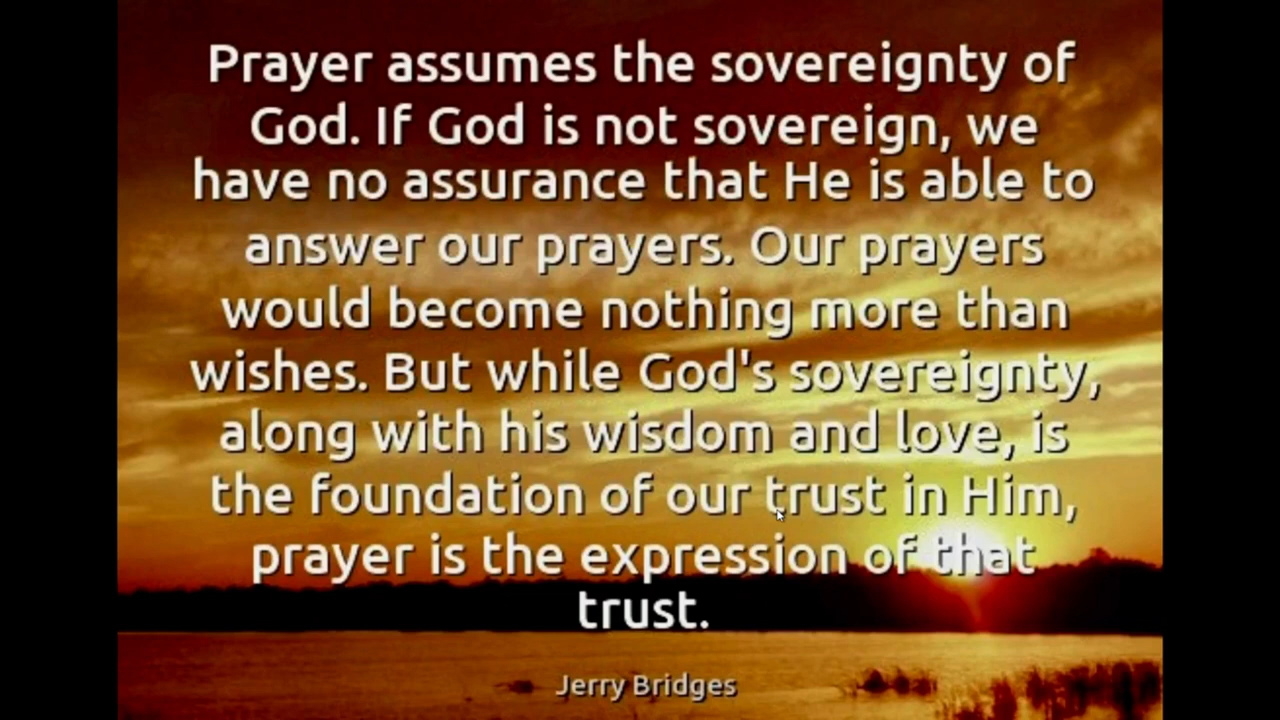 Prayer assumes the sovereignty of
God. If God is not sovereign, we
have no assurance that He is able to
answer our prayers. Our prayers
would become nothing more than
wishes. But while God's sovereignty,
along with his wisdom and love, is
the foundation of our trust in Him,
prayer is the expression of that
trust.
Jerry Bridges